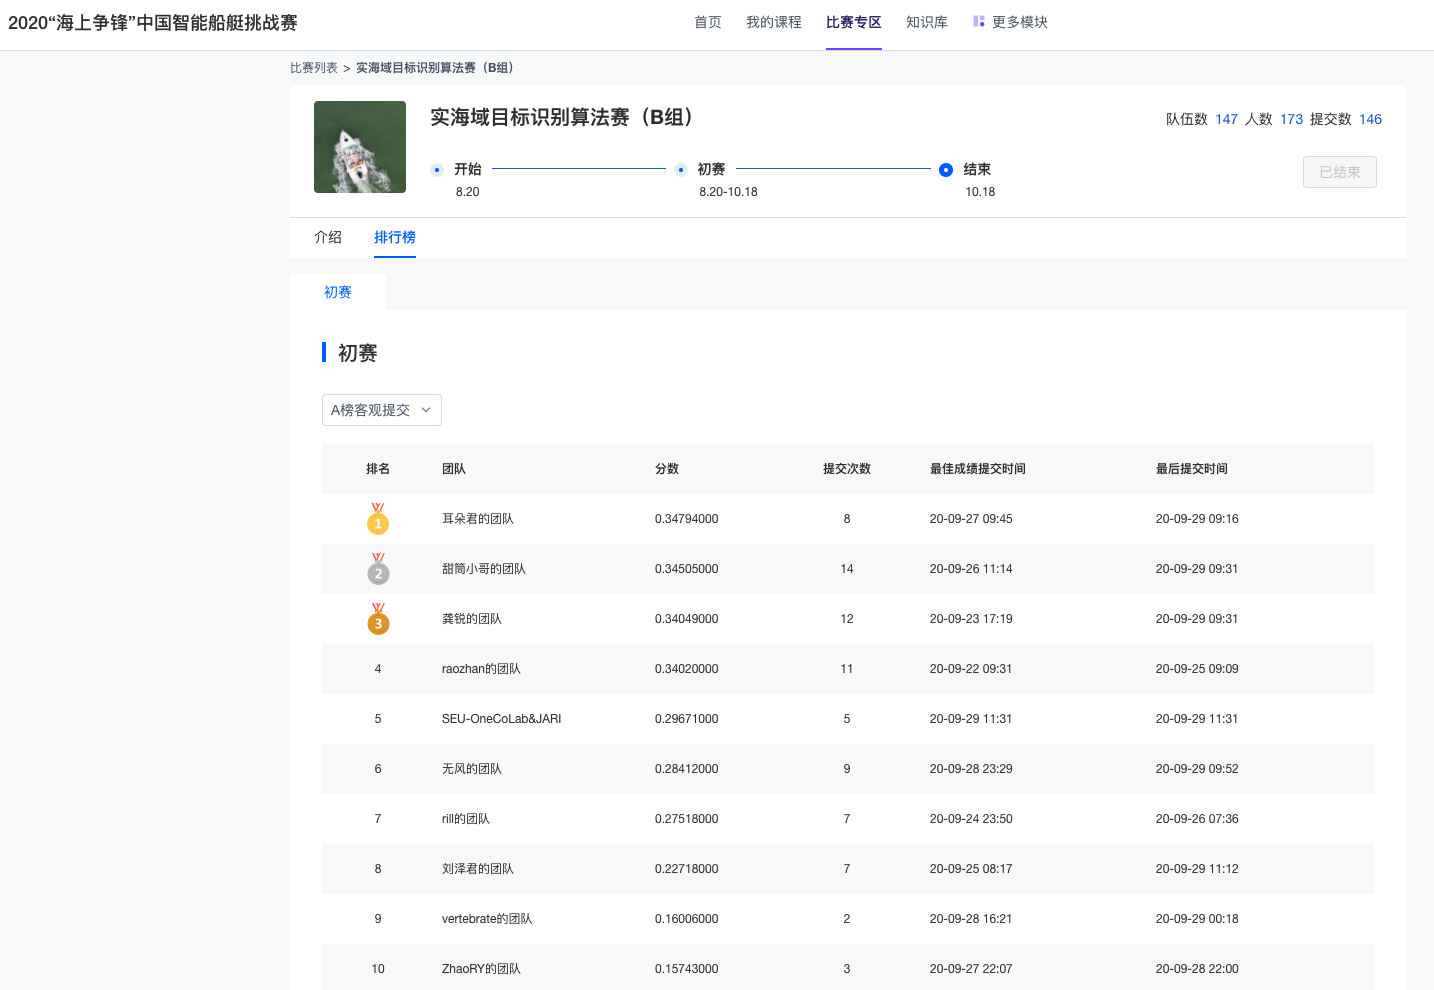 2020“海上争锋”中国智能船艇挑战赛 首页 我的课程 比赛专区 知识库 更多模块
比赛列表 > 实海域目标识别算法赛（B组）
实海域目标识别算法赛（B组） 队伍数 147 人数 173 提交数 146
开始 初赛 结束
8.20 8.20-10.18 10.18
已结束
介绍 排行榜
初赛
初赛
A榜客观提交
排名 团队 分数 提交次数 最佳成绩提交时间 最后提交时间
1 耳朵君的团队 0.34794000 8 20-09-27 09:45 20-09-29 09:16
2 甜筒小哥的团队 0.34505000 14 20-09-26 11:14 20-09-29 09:31
3 龚锐的团队 0.34049000 12 20-09-23 17:19 20-09-29 09:31
4 raozhan的团队 0.34020000 11 20-09-22 09:31 20-09-25 09:09
5 SEU-OneCoLab&JARI 0.29671000 5 20-09-29 11:31 20-09-29 11:31
6 无风的团队 0.28412000 9 20-09-28 23:29 20-09-29 09:52
7 rill的团队 0.27518000 7 20-09-24 23:50 20-09-26 07:36
8 刘泽君的团队 0.22718000 7 20-09-25 08:17 20-09-29 11:12
9 vertebrate的团队 0.16006000 2 20-09-28 16:21 20-09-29 00:18
10 ZhaoRY的团队 0.15743000 3 20-09-27 22:07 20-09-28 22:00